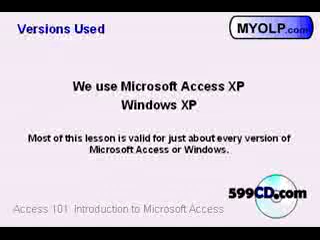 Versions Used
MYOLP.com
We use Microsoft Access XP
Windows XP
Most of this lesson is valid for just about every version of
Microsoft Access or Windows.
599CD.com
Access 101 Introduction to Microsoft Access